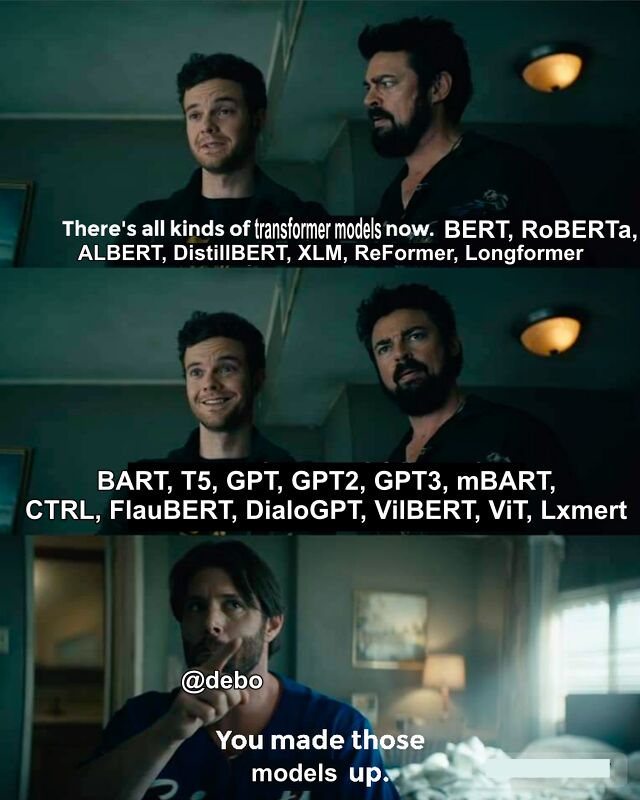 There's all kinds of transformer models now. BERT, RoBERTa,
ALBERT, DistillBERT, XLM, ReFormer, Longformer
BART, T5, GPT, GPT2, GPT3, mBART,
CTRL, FlauBERT, DialoGPT, VilBERT, ViT, Lxmert
@debo
You made those
models up.